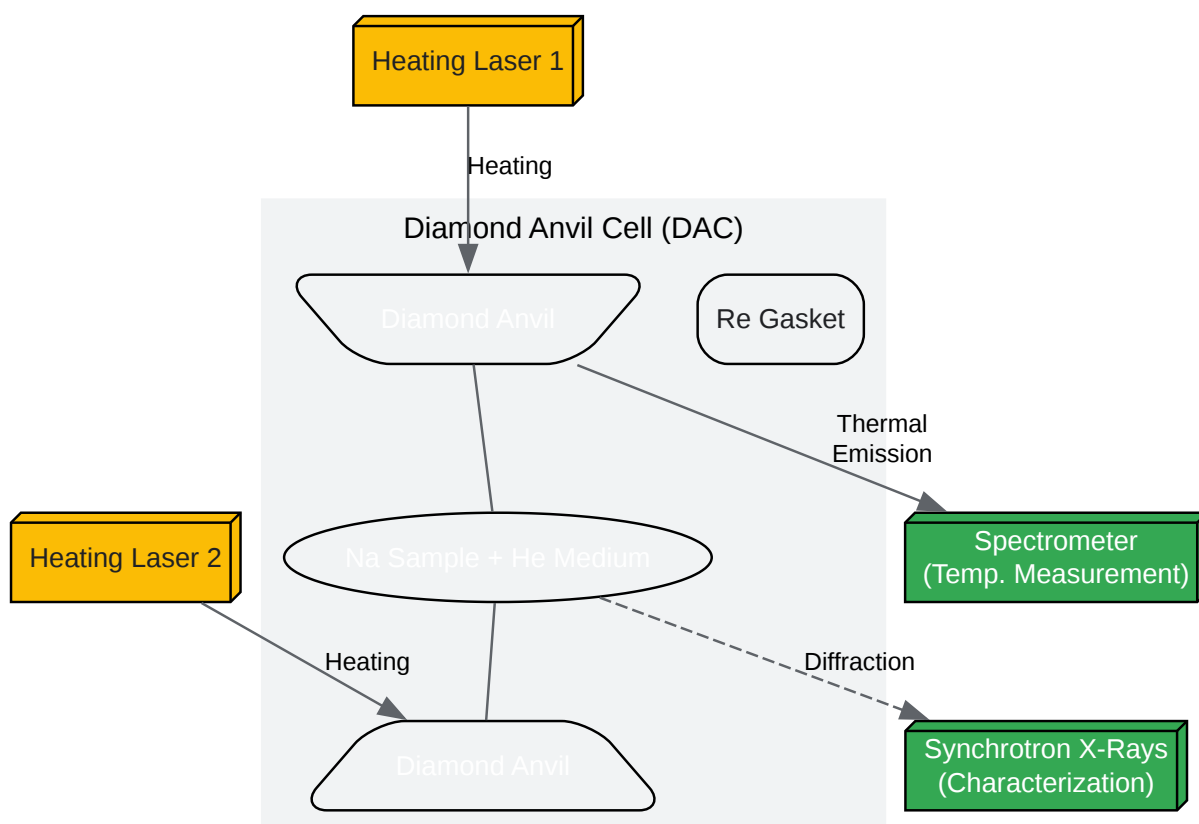 Heating Laser 1
Heating
Diamond Anvil Cell (DAC)
Diamond Anvil
Re Gasket
Thermal
Emission
Heating Laser 2
Na Sample + He Medium
Spectrometer
(Temp. Measurement)
Heating
Diffraction
Diamond Anvil
Synchrotron X-Rays
(Characterization)